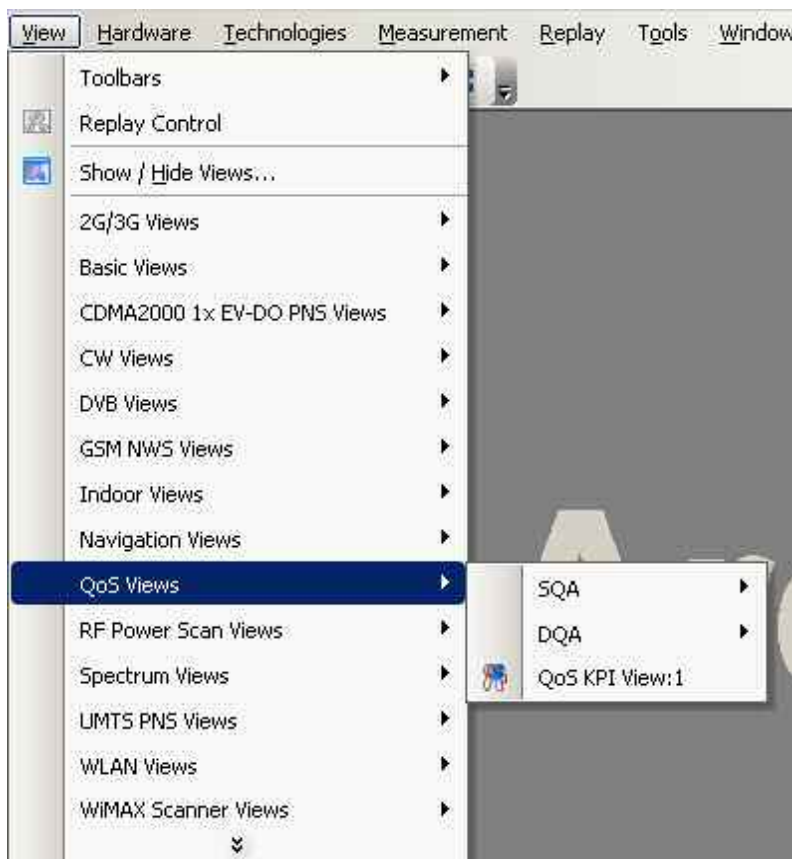 View Hardware Technologies Measurement Replay Tools Window
Toolbars
Replay Control
Show / Hide Views...
2G/3G Views
Basic Views
CDMA2000 1x EV-DO PNS Views
CW Views
DVB Views
GSM NWS Views
Indoor Views
Navigation Views
QoS Views
SQA
DQA
QoS KPI View:1
RF Power Scan Views
Spectrum Views
UMTS PNS Views
WLAN Views
WiMAX Scanner Views